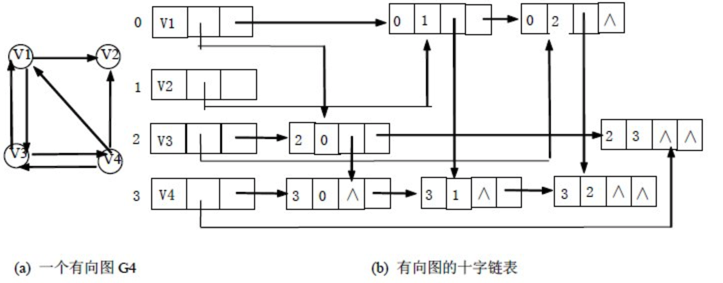 V1 V2
V3 V4
0 V1 0 1 0 2 ∧
1 V2
2 V3 2 0 2 3 ∧ ∧
3 V4 3 0 ∧ 3 1 ∧ 3 2 ∧ ∧
(a) 一个有向图 G4 (b) 有向图的十字链表